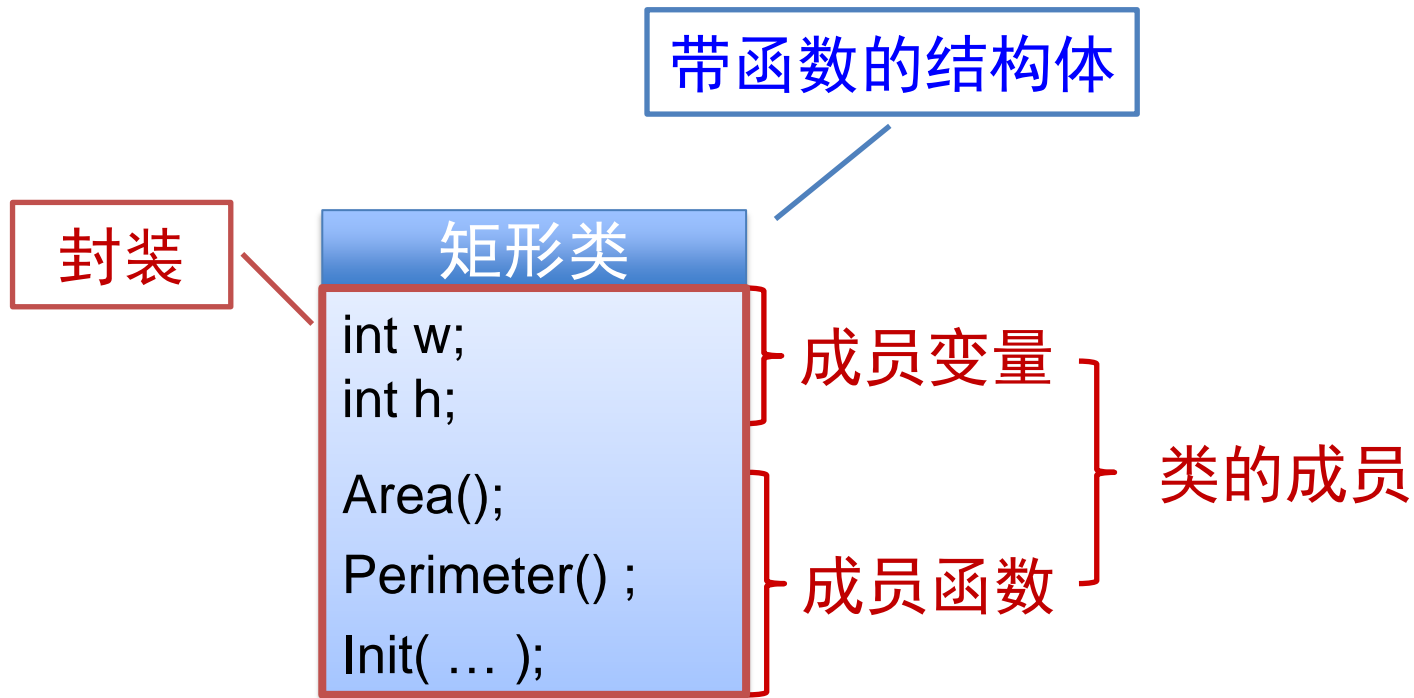 带函数的结构体
封装
矩形类
int w;
int h;
Area();
Perimeter() ;
Init( … );
成员变量
成员函数
类的成员